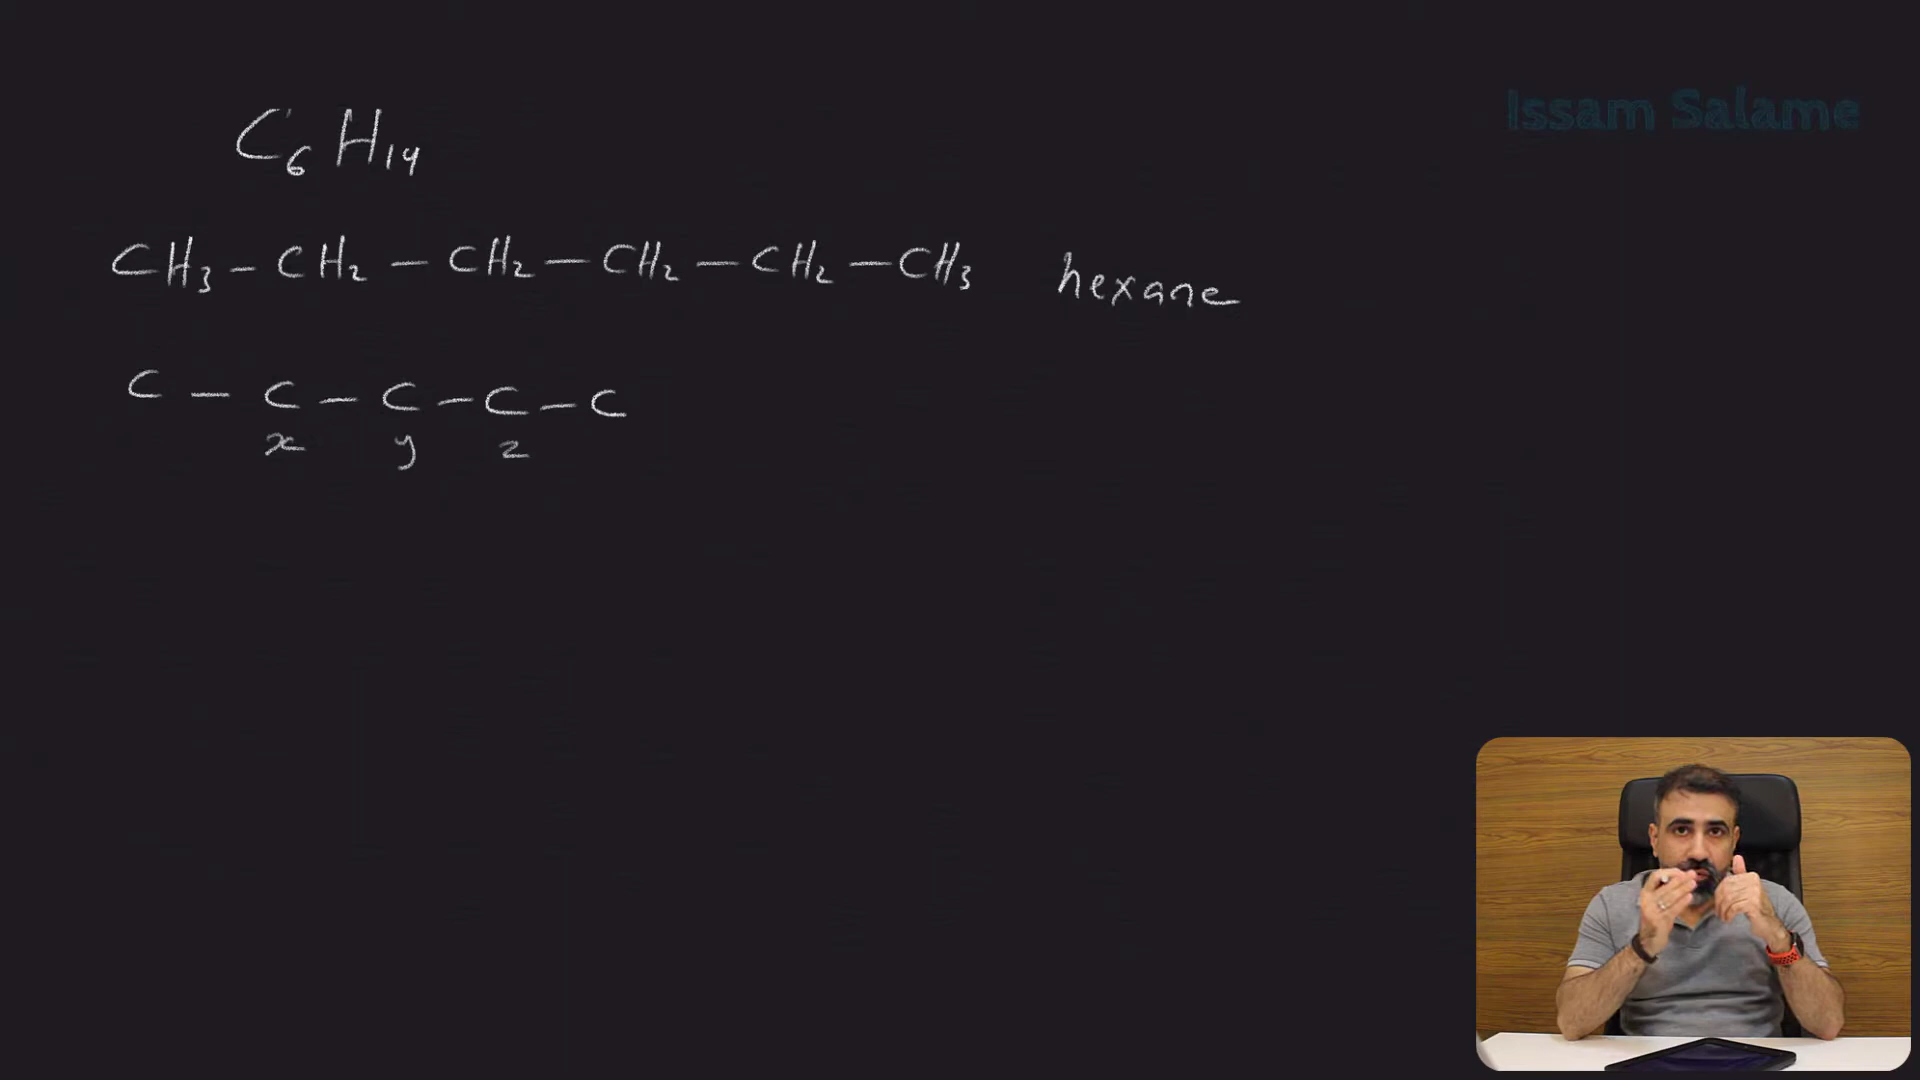 Issam Salame
C₆H₁₄
CH₃ - CH₂ - CH₂ - CH₂ - CH₂ - CH₃ hexane
C - C - C - C - C
x y z